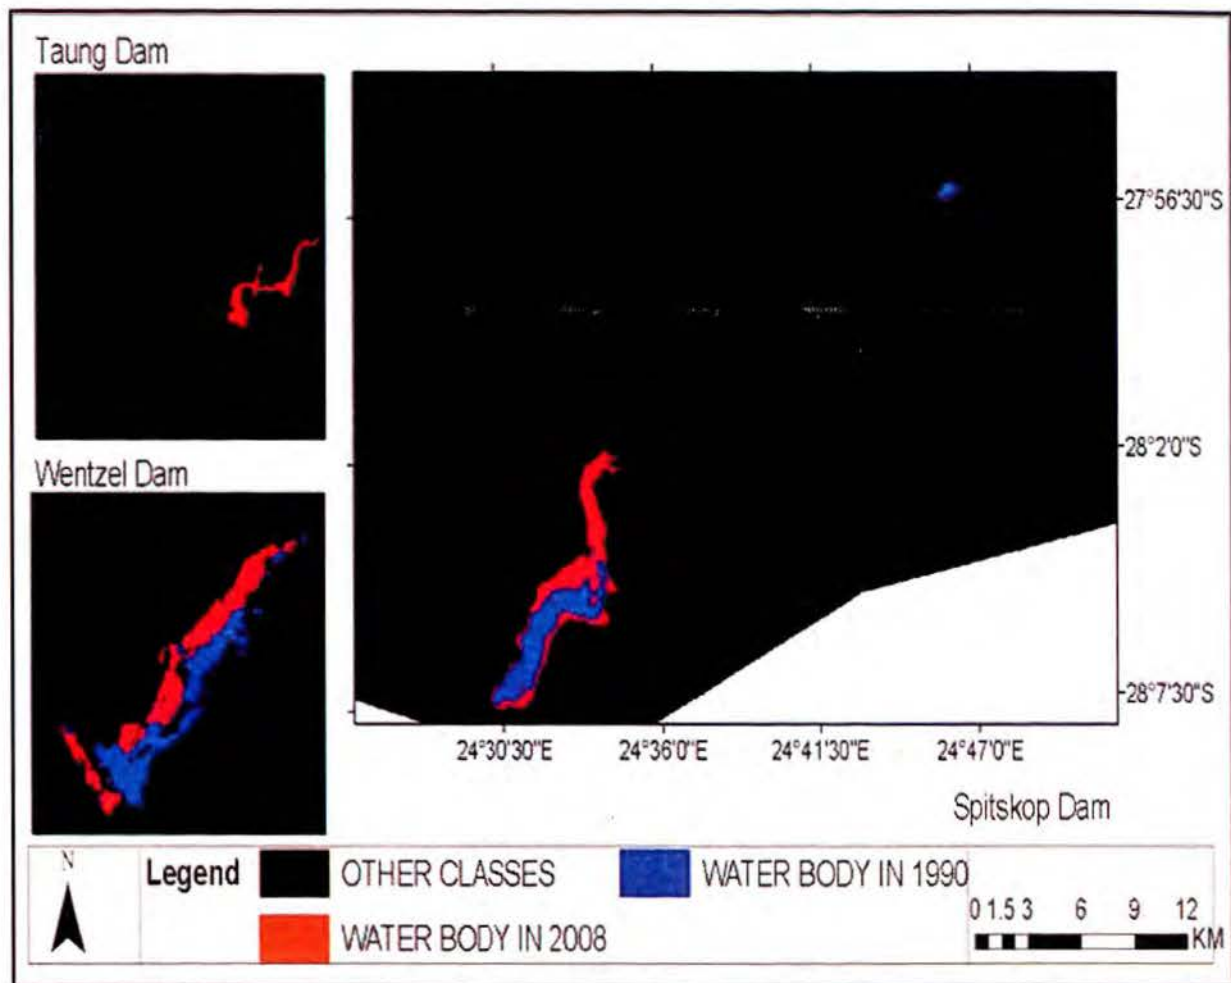 Taung Dam
27°56'30"S
28°2'0"S
Wentzel Dam
28°7'30"S
24°30'30"E 24°36'0"E 24°41'30"E 24°47'0"E
Spitskop Dam
N
Legend
OTHER CLASSES
WATER BODY IN 1990
WATER BODY IN 2008
0 1.5 3 6 9 12
KM